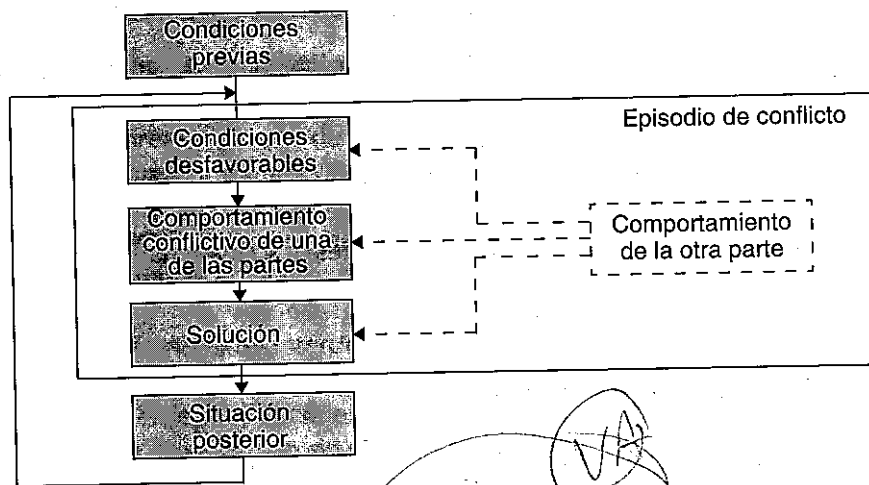 Condiciones
previas
Episodio de conflicto
Condiciones
desfavorables
Comportamiento
conflictivo de una
de las partes
Comportamiento
de la otra parte
Solución
Situación
posterior
VA